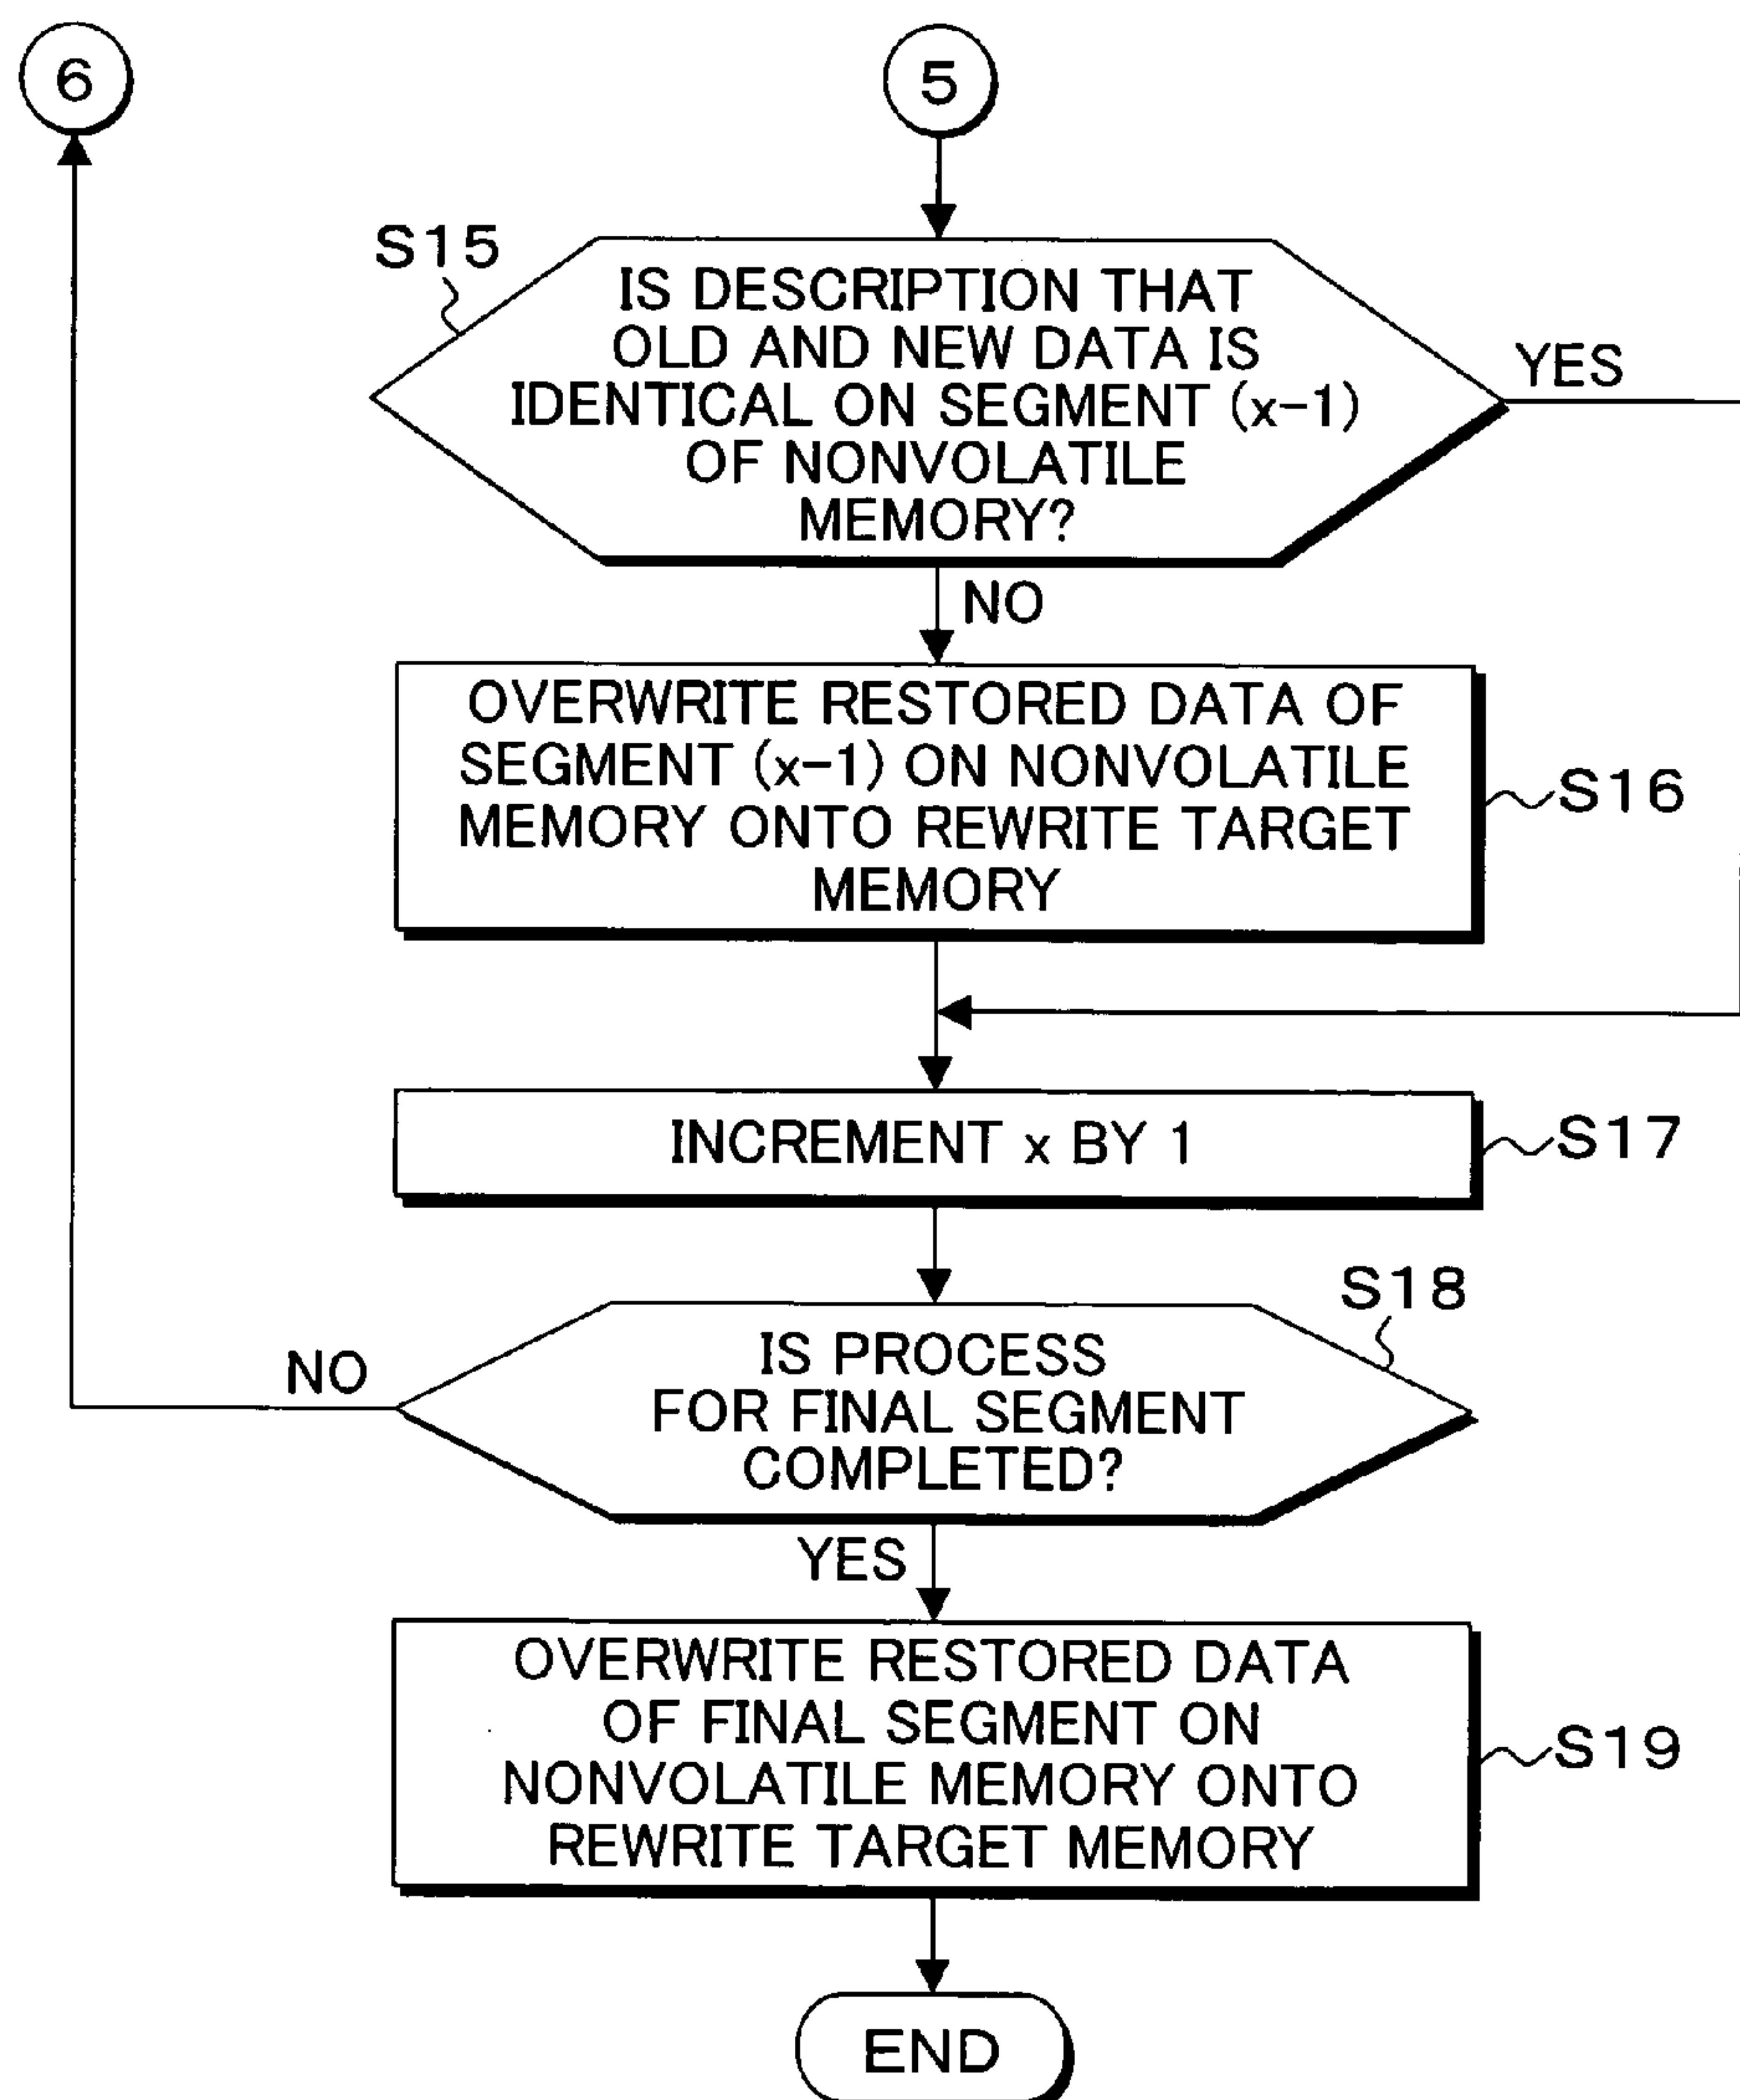 6
5
S15
IS DESCRIPTION THAT
OLD AND NEW DATA IS
IDENTICAL ON SEGMENT (x-1)
OF NONVOLATILE
MEMORY?
YES
NO
OVERWRITE RESTORED DATA OF
SEGMENT (x-1) ON NONVOLATILE
MEMORY ONTO REWRITE TARGET
MEMORY
S16
INCREMENT x BY 1
S17
S18
IS PROCESS
FOR FINAL SEGMENT
COMPLETED?
NO
YES
OVERWRITE RESTORED DATA
OF FINAL SEGMENT ON
NONVOLATILE MEMORY ONTO
REWRITE TARGET MEMORY
S19
END